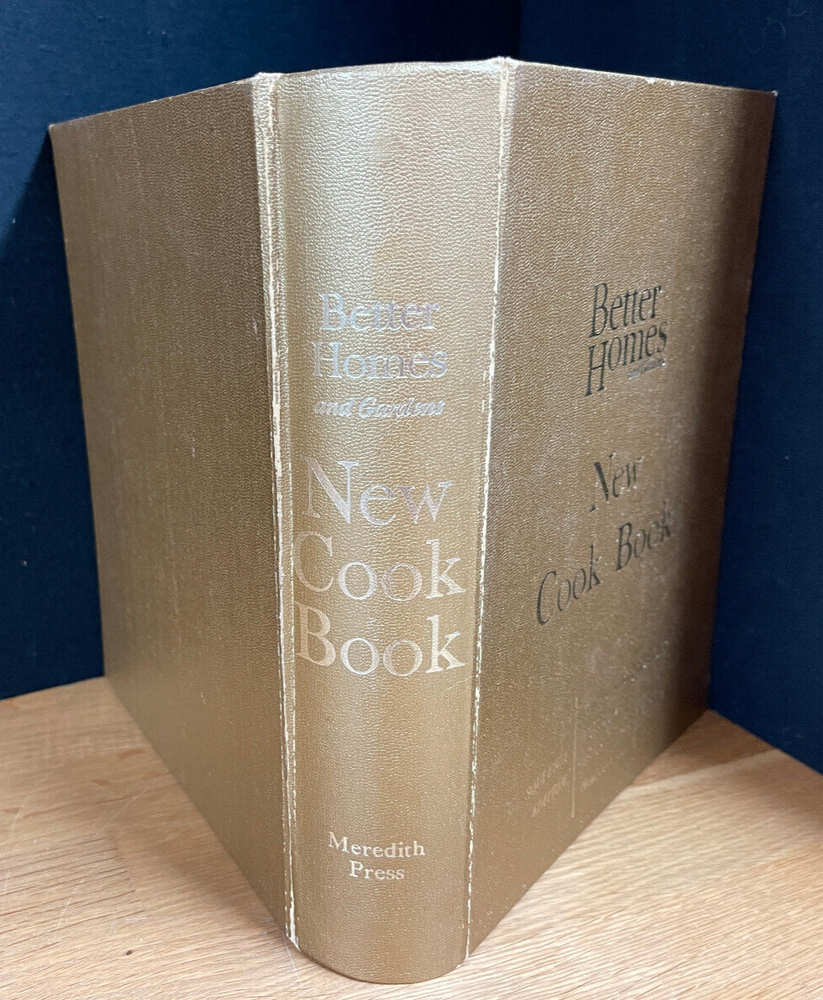 Better
Homes
and Gardens
New
Cook
Book
Meredith
Press
Better
Homes
New
Cook Book